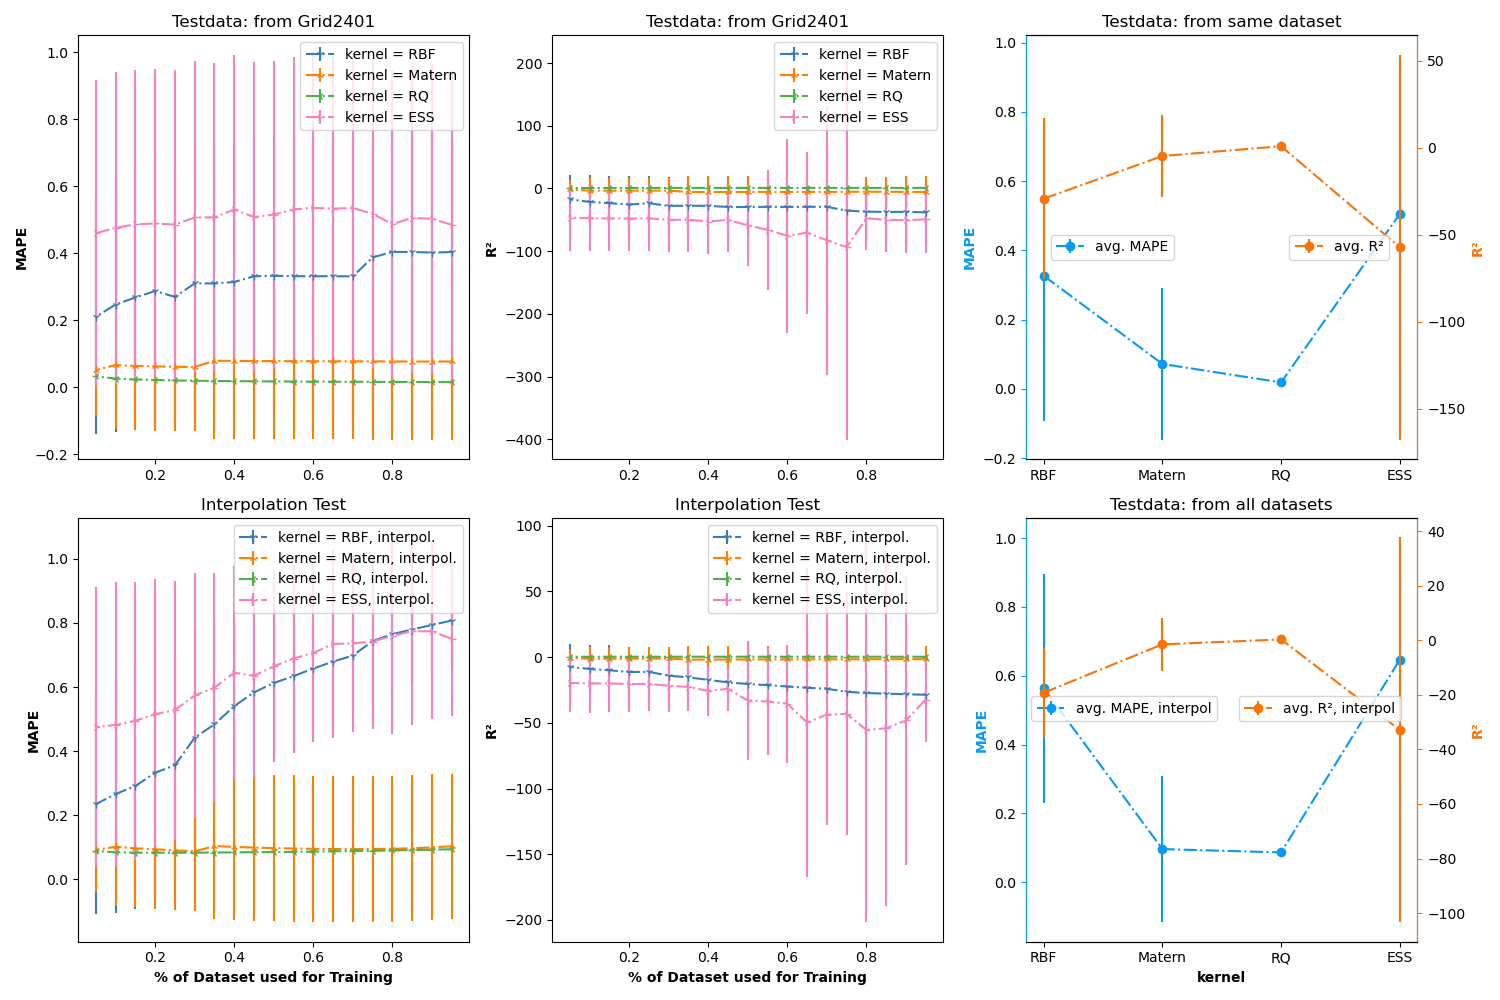 Testdata: from Grid2401
MAPE
1.0
0.8
0.6
0.4
0.2
0.0
−0.2
0.2 0.4 0.6 0.8
kernel = RBF
kernel = Matern
kernel = RQ
kernel = ESS
Testdata: from Grid2401
R²
200
100
0
−100
−200
−300
−400
0.2 0.4 0.6 0.8
kernel = RBF
kernel = Matern
kernel = RQ
kernel = ESS
Testdata: from same dataset
MAPE
1.0
0.8
0.6
0.4
0.2
0.0
−0.2
avg. MAPE
avg. R²
50
0
−50
−100
−150
R²
RBF Matern RQ ESS
Interpolation Test
MAPE
1.0
0.8
0.6
0.4
0.2
0.0
0.2 0.4 0.6 0.8
% of Dataset used for Training
kernel = RBF, interpol.
kernel = Matern, interpol.
kernel = RQ, interpol.
kernel = ESS, interpol.
Interpolation Test
R²
100
50
0
−50
−100
−150
−200
0.2 0.4 0.6 0.8
% of Dataset used for Training
kernel = RBF, interpol.
kernel = Matern, interpol.
kernel = RQ, interpol.
kernel = ESS, interpol.
Testdata: from all datasets
MAPE
1.0
0.8
0.6
0.4
0.2
0.0
avg. MAPE, interpol
avg. R², interpol
40
20
0
−20
−40
−60
−80
−100
R²
RBF Matern RQ ESS
kernel